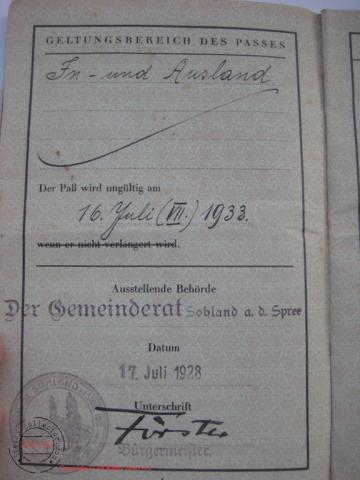 GELTUNGSBEREICH DES PASSES
In- und Ausland
Der Paß wird ungültig am
16. Juli (VII.) 1933.
wenn er nicht verlängert wird.
Ausstellende Behörde
Der Gemeinderat Sohland a. d. Spree
Datum
17. Juli 1928
Unterschrift
Förster
Bürgermeister.